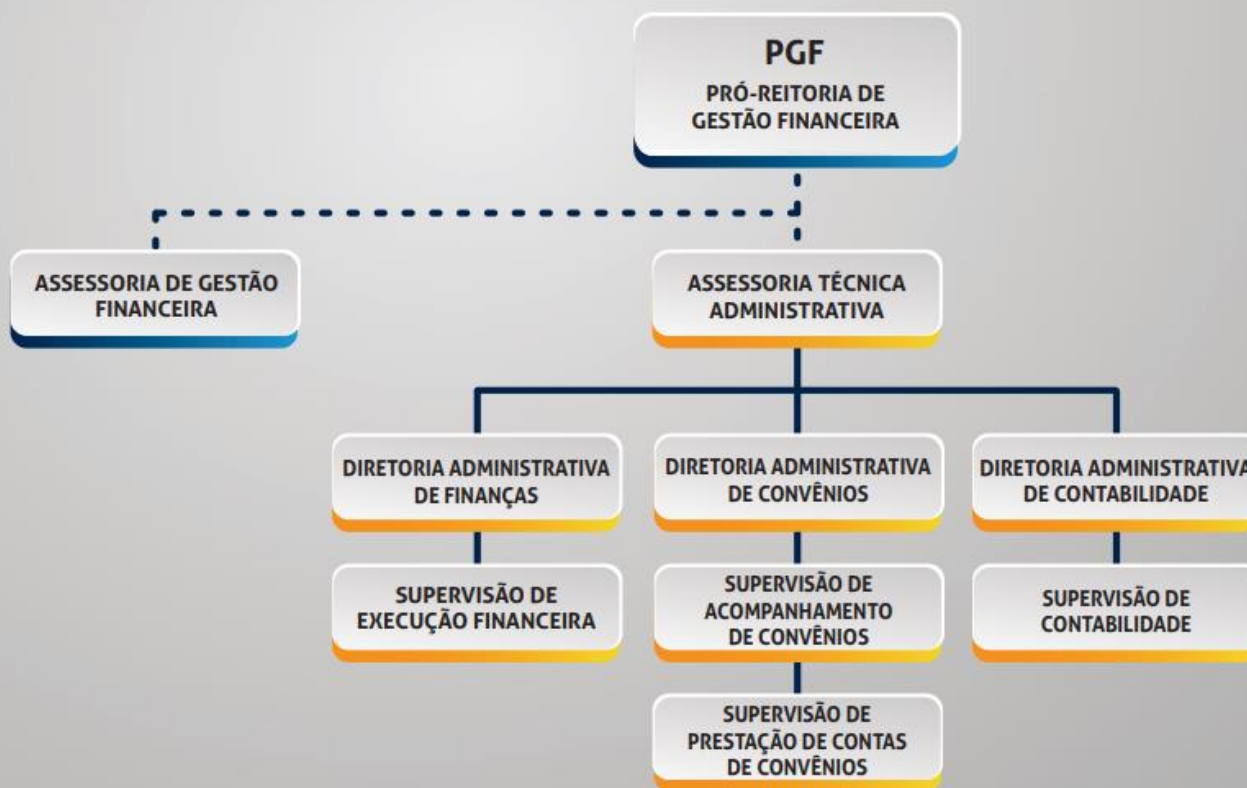 PGF
PRÓ-REITORIA DE
GESTÃO FINANCEIRA
ASSESSORIA DE GESTÃO
FINANCEIRA
ASSESSORIA TÉCNICA
ADMINISTRATIVA
DIRETORIA ADMINISTRATIVA
DE FINANÇAS
DIRETORIA ADMINISTRATIVA
DE CONVÊNIOS
DIRETORIA ADMINISTRATIVA
DE CONTABILIDADE
SUPERVISÃO DE
EXECUÇÃO FINANCEIRA
SUPERVISÃO DE
ACOMPANHAMENTO
DE CONVÊNIOS
SUPERVISÃO DE
CONTABILIDADE
SUPERVISÃO DE
PRESTAÇÃO DE CONTAS
DE CONVÊNIOS